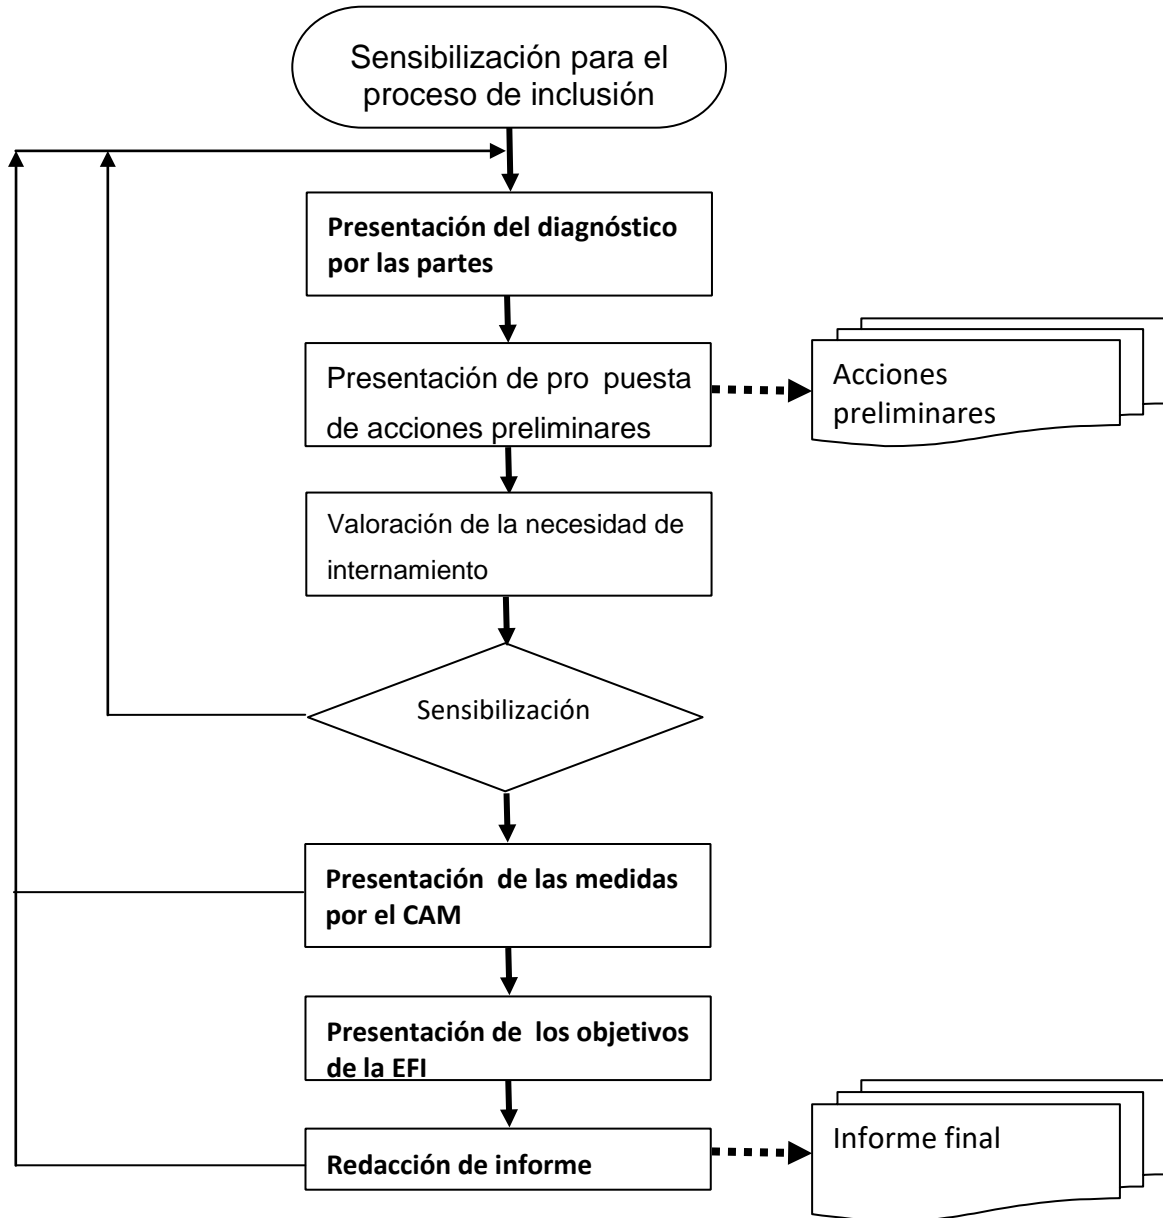 Sensibilización para el
proceso de inclusión
Presentación del diagnóstico
por las partes
Presentación de pro puesta
de acciones preliminares
Acciones
preliminares
Valoración de la necesidad de
internamiento
Sensibilización
Presentación de las medidas
por el CAM
Presentación de los objetivos
de la EFI
Redacción de informe
Informe final